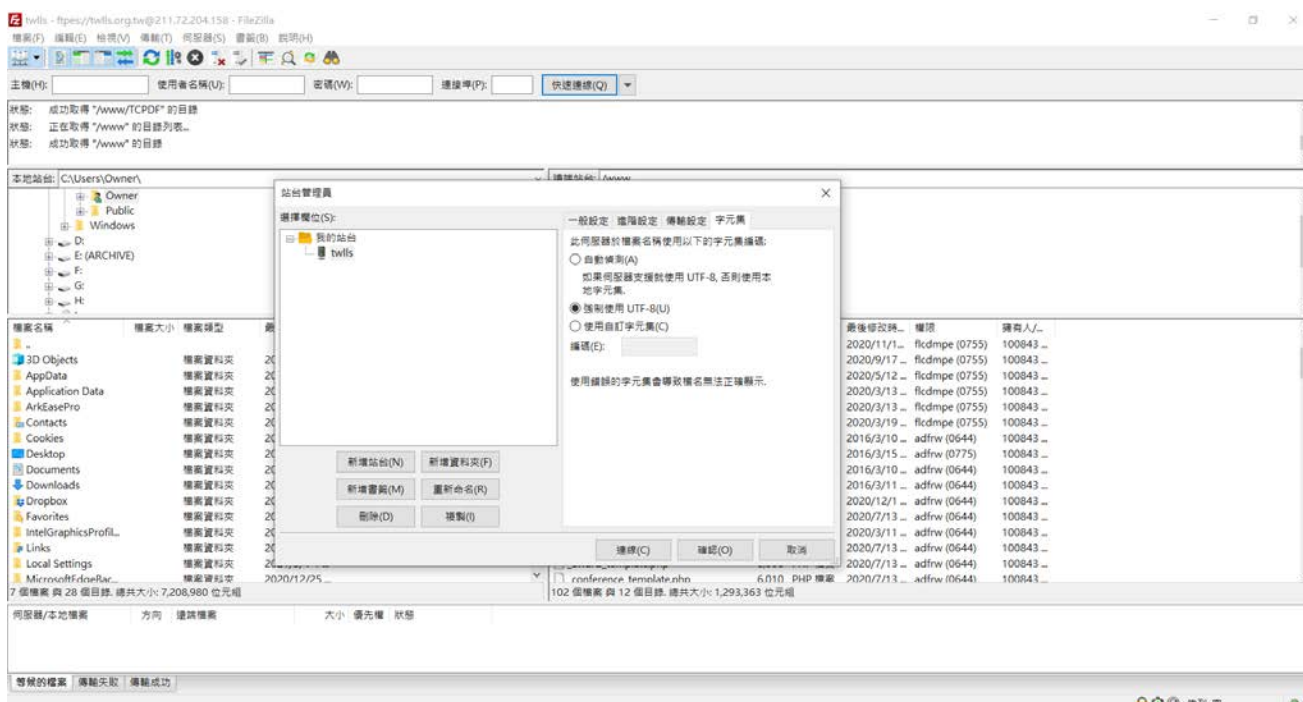 twlls - ftpes://twlls.org.tw@211.72.204.158 - FileZilla
檔案(F) 編輯(E) 檢視(V) 傳輸(T) 伺服器(S) 書籤(B) 說明(H)
主機(H): 使用者名稱(U): 密碼(W): 連接埠(P): 快速連線(Q)
狀態: 成功取得 "/www/TCPDF" 的目錄
狀態: 正在取得 "/www" 的目錄列表...
狀態: 成功取得 "/www" 的目錄
本地站台: C:\Users\Owner\
遠端站台: /www
Owner
Public
Windows
D:
E: (ARCHIVE)
F:
G:
H:
站台管理員
選擇欄位(S):
我的站台
twlls
新增站台(N) 新增資料夾(F)
新增書籤(M) 重新命名(R)
刪除(D) 複製(I)
一般設定 進階設定 傳輸設定 字元集
此伺服器於檔案名稱使用以下的字元集編碼:
自動偵測(A)
如果伺服器支援就使用 UTF-8, 否則使用本
地字元集.
強制使用 UTF-8(U)
使用自訂字元集(C)
編碼(E):
使用錯誤的字元集會導致檔名無法正確顯示.
連線(C) 確認(O) 取消
檔案名稱 檔案大小 檔案類型 最
..
3D Objects 檔案資料夾 20
AppData 檔案資料夾 20
Application Data 檔案資料夾 20
ArkEasePro 檔案資料夾 20
Contacts 檔案資料夾 20
Cookies 檔案資料夾 20
Desktop 檔案資料夾 20
Documents 檔案資料夾 20
Downloads 檔案資料夾 20
Dropbox 檔案資料夾 20
Favorites 檔案資料夾 20
IntelGraphicsProfil... 檔案資料夾 20
Links 檔案資料夾 20
Local Settings 檔案資料夾
MicrosoftEdgeBac... 檔案資料夾 2020/12/25 ...
7 個檔案 與 28 個目錄. 總共大小: 7,208,980 位元組
最後修改時... 權限 擁有人/...
2020/11/1... flcdmpe (0755) 100843 ...
2020/9/17 ... flcdmpe (0755) 100843 ...
2020/5/12 ... flcdmpe (0755) 100843 ...
2020/3/13 ... flcdmpe (0755) 100843 ...
2020/3/13 ... flcdmpe (0755) 100843 ...
2020/3/19 ... flcdmpe (0755) 100843 ...
2016/3/10 ... adfrw (0644) 100843 ...
2016/3/15 ... adfrw (0775) 100843 ...
2016/3/10 ... adfrw (0644) 100843 ...
2016/3/11 ... adfrw (0644) 100843 ...
2020/12/1 ... adfrw (0644) 100843 ...
2020/7/13 ... adfrw (0644) 100843 ...
2020/3/11 ... adfrw (0644) 100843 ...
2020/7/13 ... adfrw (0644) 100843 ...
2020/7/13 ... adfrw (0644) 100843 ...
conference_template.php 6,010 PHP 檔案 2020/7/13 ... adfrw (0644) 100843 ...
102 個檔案 與 12 個目錄. 總共大小: 1,293,363 位元組
伺服器/本地檔案 方向 遠端檔案 大小 優先權 狀態
等候的檔案 傳輸失敗 傳輸成功